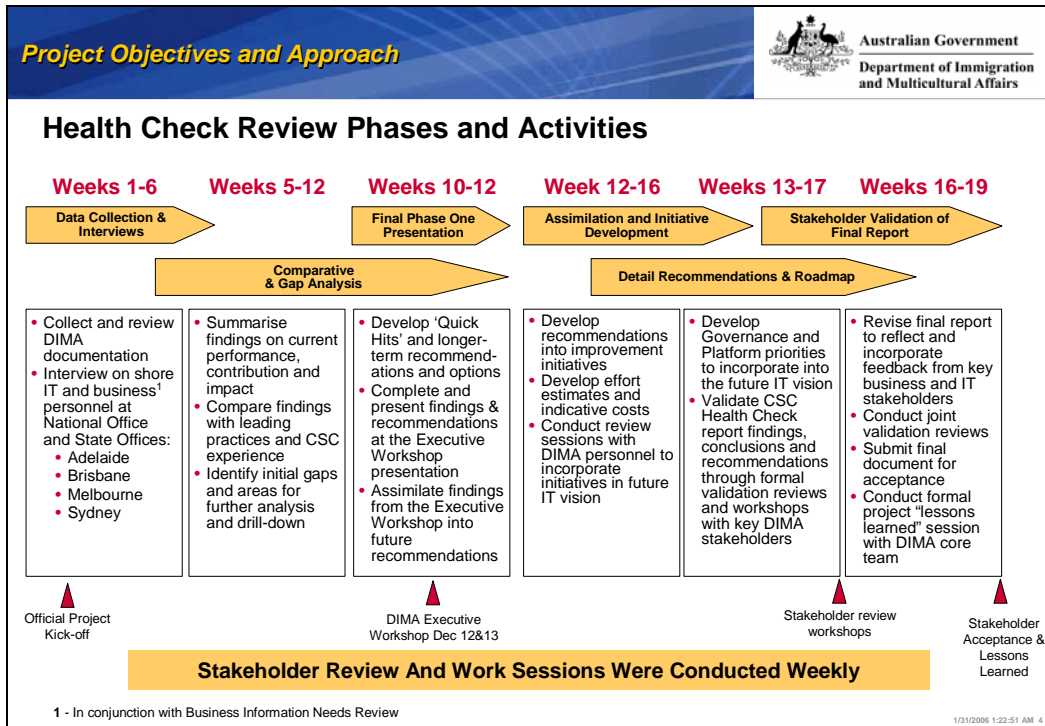 Project Objectives and Approach
Australian Government
Department of Immigration
and Multicultural Affairs
Health Check Review Phases and Activities
Weeks 1-6
Weeks 5-12
Weeks 10-12
Week 12-16
Weeks 13-17
Weeks 16-19
Data Collection &
Interviews
Final Phase One
Presentation
Assimilation and Initiative
Development
Stakeholder Validation of
Final Report
Comparative
& Gap Analysis
Detail Recommendations & Roadmap
• Collect and review
DIMA
documentation
• Interview on shore
IT and business1
personnel at
National Office
and State Offices:
• Adelaide
• Brisbane
• Melbourne
• Sydney
• Summarise
findings on current
performance,
contribution and
impact
• Compare findings
with leading
practices and CSC
experience
• Identify initial gaps
and areas for
further analysis
and drill-down
• Develop ‘Quick
Hits’ and longer-
term recommend-
ations and options
• Complete and
present findings &
recommendations
at the Executive
Workshop
presentation
• Assimilate findings
from the Executive
Workshop into
future
recommendations
• Develop
recommendations
into improvement
initiatives
• Develop effort
estimates and
indicative costs
• Conduct review
sessions with
DIMA personnel to
incorporate
initiatives in future
IT vision
• Develop
Governance and
Platform priorities
to incorporate into
the future IT vision
• Validate CSC
Health Check
report findings,
conclusions and
recommendations
through formal
validation reviews
and workshops
with key DIMA
stakeholders
• Revise final report
to reflect and
incorporate
feedback from key
business and IT
stakeholders
• Conduct joint
validation reviews
• Submit final
document for
acceptance
• Conduct formal
project “lessons
learned” session
with DIMA core
team
Official Project
Kick-off
DIMA Executive
Workshop Dec 12&13
Stakeholder review
workshops
Stakeholder
Acceptance &
Lessons
Learned
Stakeholder Review And Work Sessions Were Conducted Weekly
1 - In conjunction with Business Information Needs Review
1/31/2006 1:22:51 AM 4